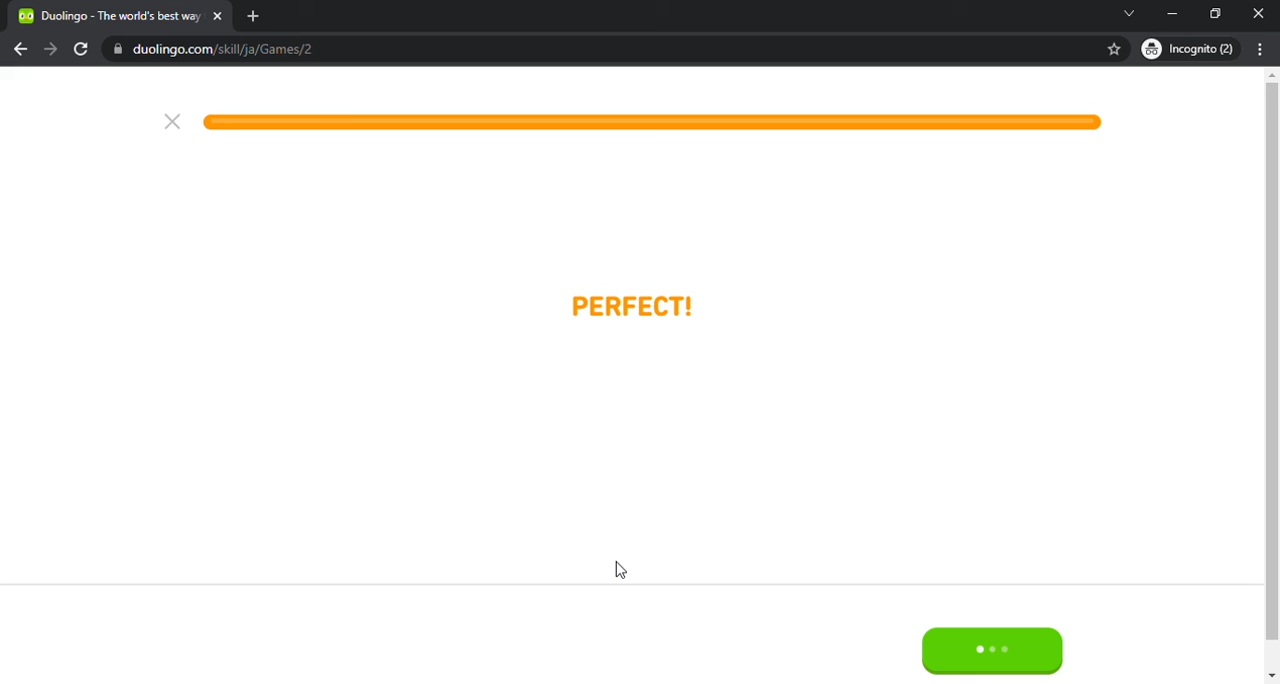 Duolingo - The world's best way
duolingo.com/skill/ja/Games/2
Incognito (2)
PERFECT!